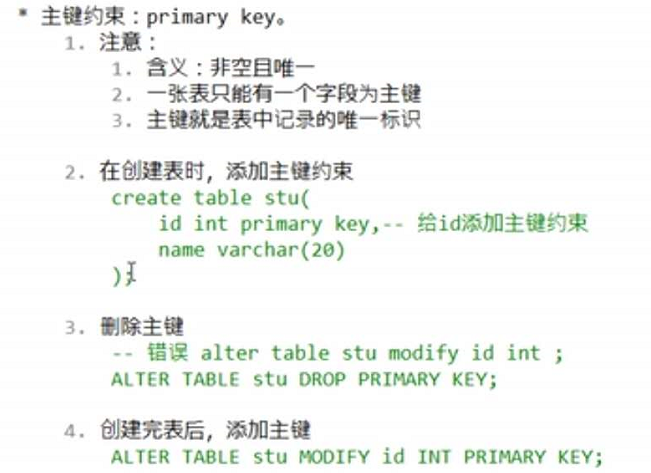 * 主键约束：primary key。
1. 注意：
1. 含义：非空且唯一
2. 一张表只能有一个字段为主键
3. 主键就是表中记录的唯一标识
2. 在创建表时，添加主键约束
create table stu(
id int primary key,-- 给id添加主键约束
name varchar(20)
);
3. 删除主键
-- 错误 alter table stu modify id int ;
ALTER TABLE stu DROP PRIMARY KEY;
4. 创建完表后，添加主键
ALTER TABLE stu MODIFY id INT PRIMARY KEY;